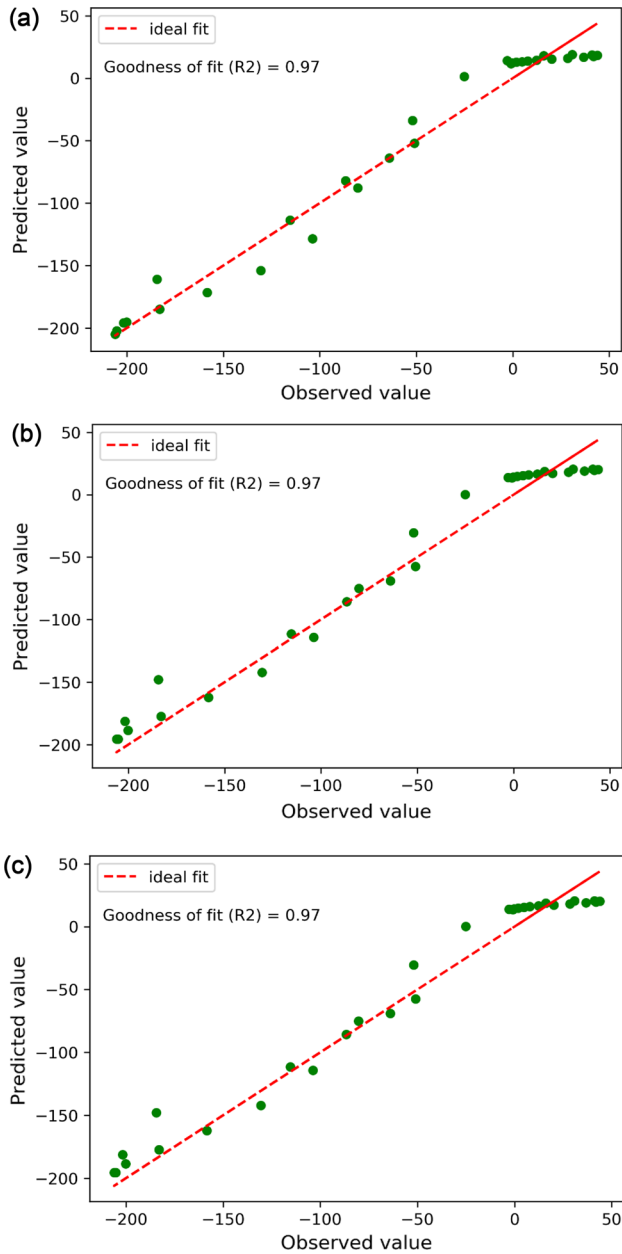 (a)
ideal fit
Goodness of fit (R2) = 0.97
50
0
−50
−100
−150
−200
Predicted value
−200 −150 −100 −50 0 50
Observed value
(b)
ideal fit
Goodness of fit (R2) = 0.97
50
0
−50
−100
−150
−200
Predicted value
−200 −150 −100 −50 0 50
Observed value
(c)
ideal fit
Goodness of fit (R2) = 0.97
50
0
−50
−100
−150
−200
Predicted value
−200 −150 −100 −50 0 50
Observed value